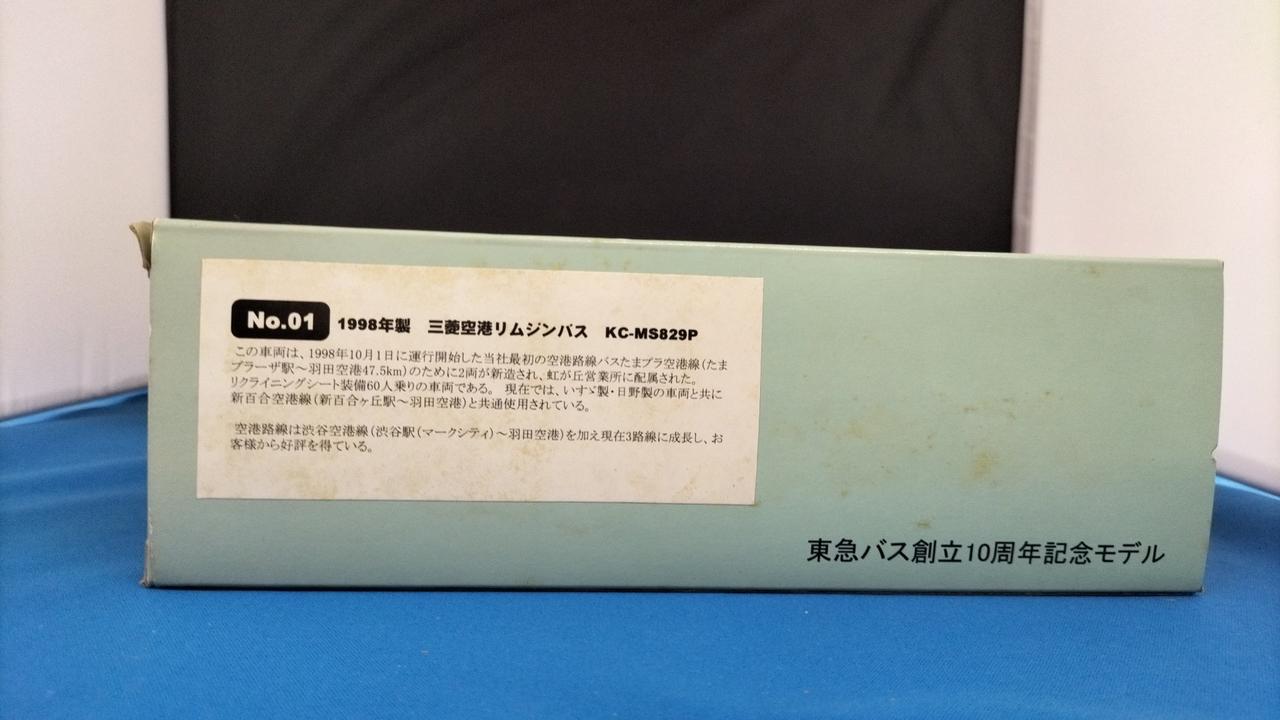 No.01 1998年製 三菱空港リムジンバス KC-MS829P
この車両は、1998年10月1日に運行開始した当社最初の空港路線バスたまプラ空港線(たま
プラーザ駅～羽田空港47.5km)のために2両が新造され、虹が丘営業所に配属された。
リクライニングシート装備60人乗りの車両である。 現在では、いすゞ製・日野製の車両と共に
新百合空港線(新百合ヶ丘駅～羽田空港)と共通使用されている。
空港路線は渋谷空港線(渋谷駅(マークシティ)～羽田空港)を加え現在3路線に成長し、お
客様から好評を得ている。
東急バス創立10周年記念モデル